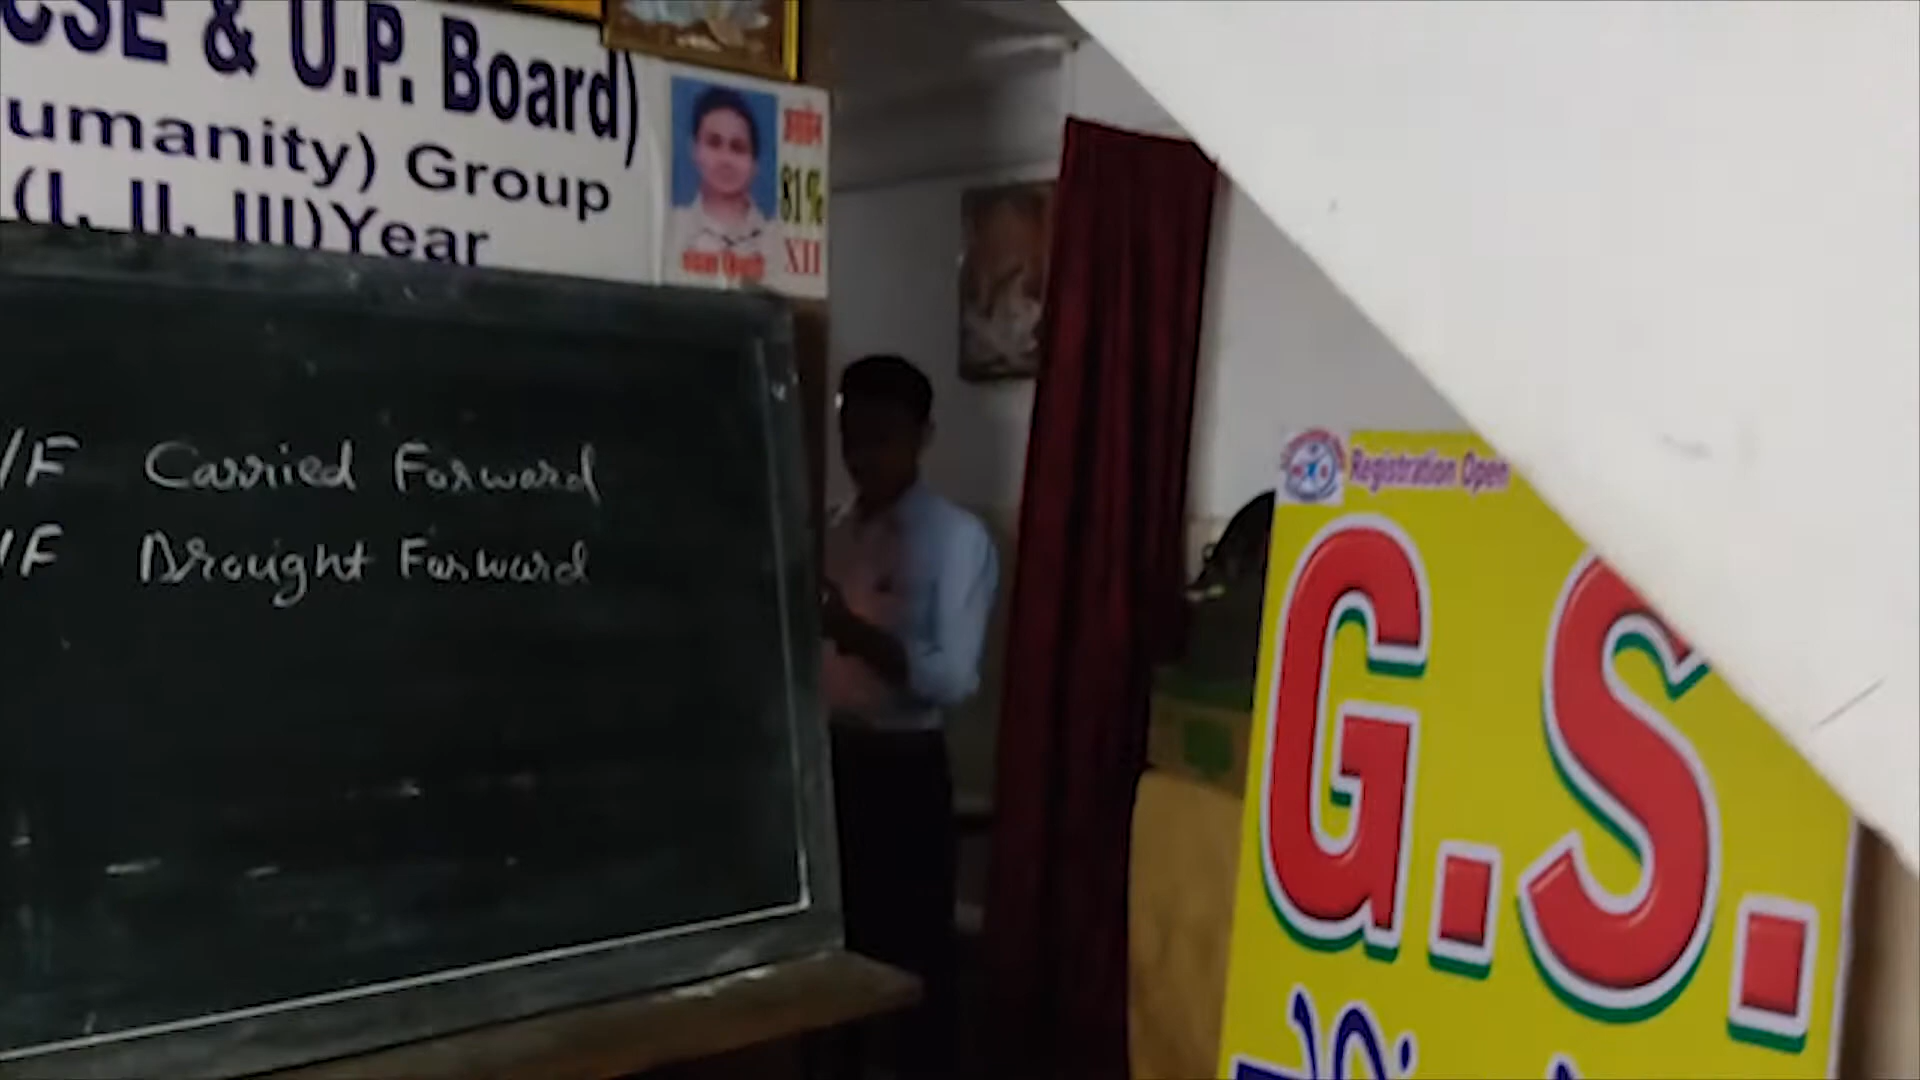 CSE & U.P. Board)
umanity) Group
(I, II, III) Year
81%
XII
/F Carried Forward
/F Brought Forward
Registration Open
G.S.